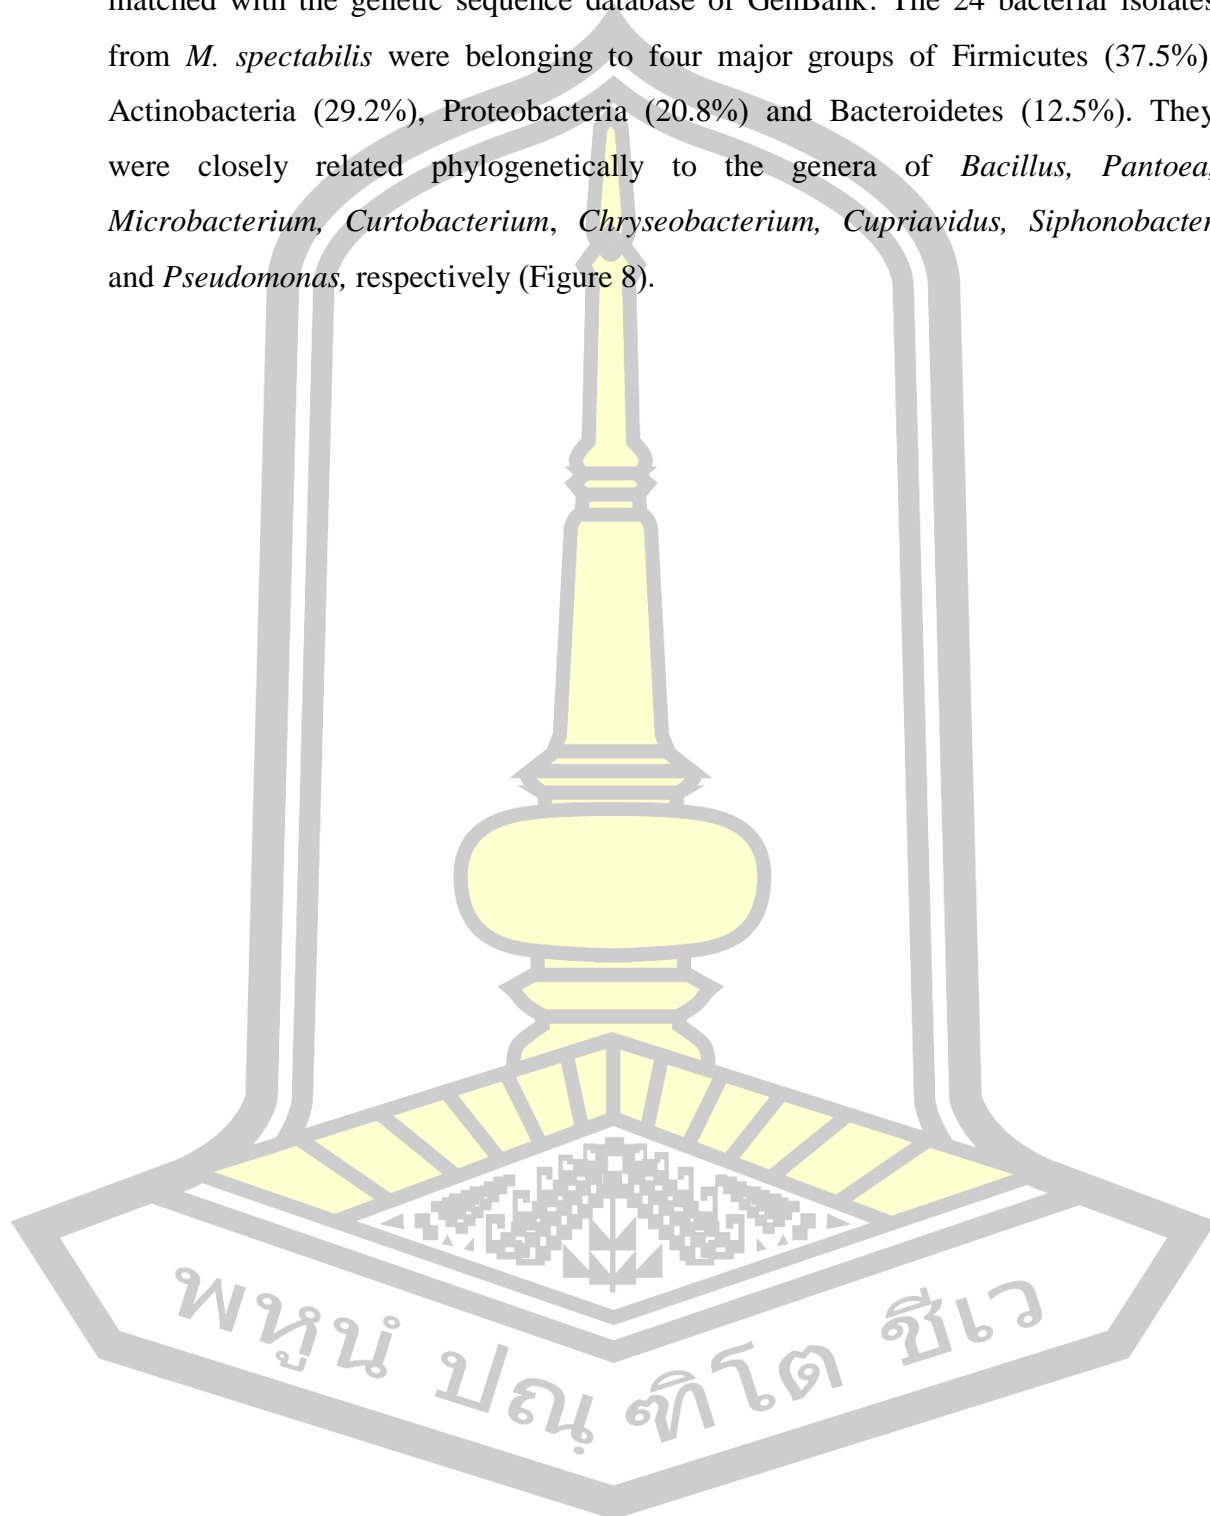 matched with the genetic sequence database of GenBank. The 24 bacterial isolates
from M. spectabilis were belonging to four major groups of Firmicutes (37.5%)
Actinobacteria (29.2%), Proteobacteria (20.8%) and Bacteroidetes (12.5%). They
were closely related phylogenetically to the genera of Bacillus, Pantoea,
Microbacterium, Curtobacterium, Chryseobacterium, Cupriavidus, Siphonobacter
and Pseudomonas, respectively (Figure 8).
พหูนํ ปณฺ ฑิโต ชีเว